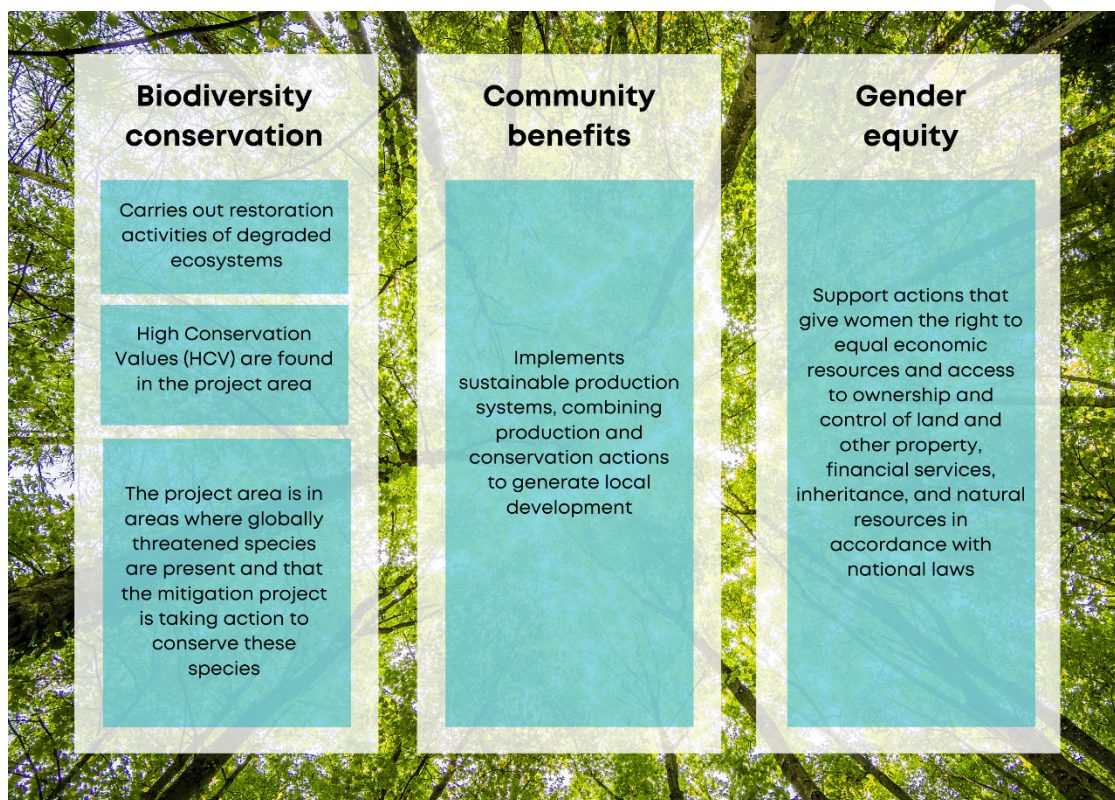 Biodiversity
conservation
Carries out restoration
activities of degraded
ecosystems
High Conservation
Values (HCV) are found
in the project area
The project area is in
areas where globally
threatened species
are present and that
the mitigation project
is taking action to
conserve these
species
Community
benefits
Implements
sustainable production
systems, combining
production and
conservation actions
to generate local
development
Gender
equity
Support actions that
give women the right to
equal economic
resources and access
to ownership and
control of land and
other property,
financial services,
inheritance, and natural
resources in
accordance with
national laws